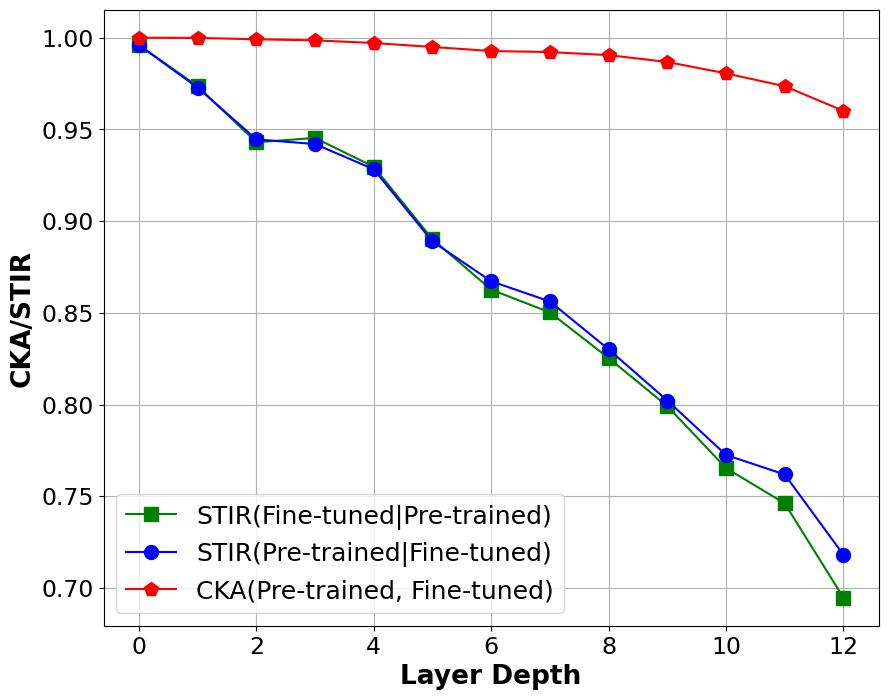 1.00
0.95
0.90
0.85
0.80
0.75
0.70
CKA/STIR
STIR(Fine-tuned|Pre-trained)
STIR(Pre-trained|Fine-tuned)
CKA(Pre-trained, Fine-tuned)
0 2 4 6 8 10 12
Layer Depth